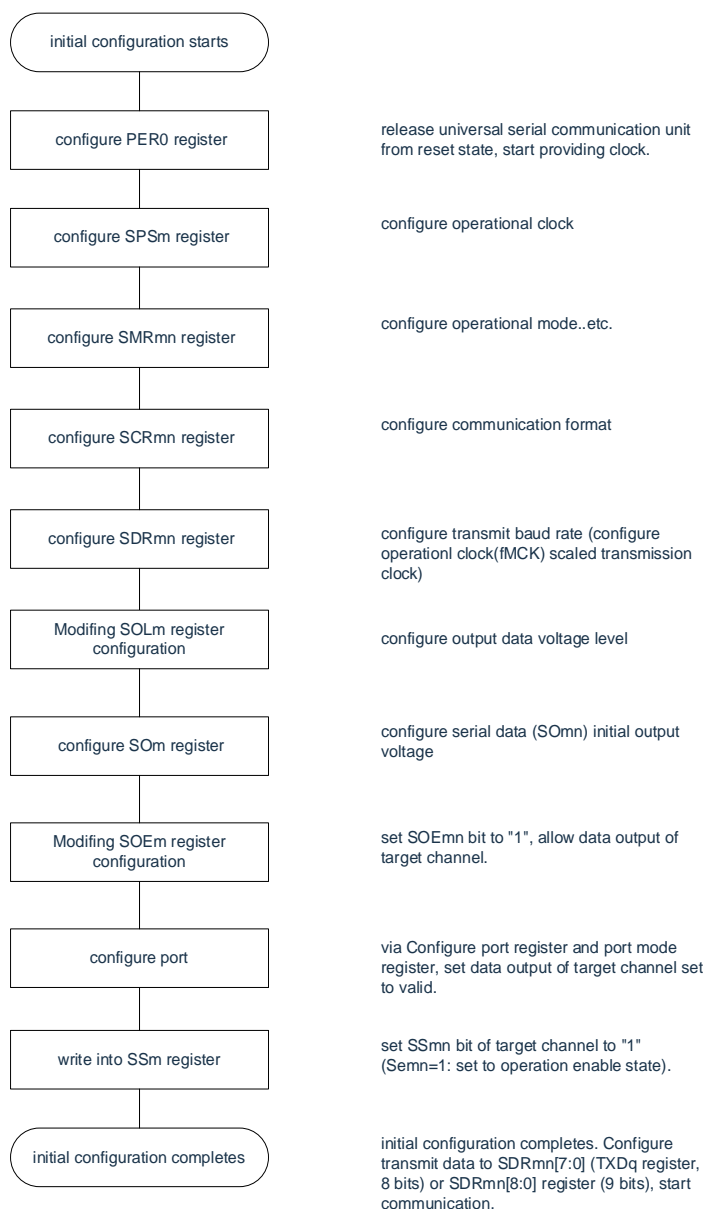 initial configuration starts
configure PER0 register
release universal serial communication unit
from reset state, start providing clock.
configure SPSm register
configure operational clock
configure SMRmn register
configure operational mode..etc.
configure SCRmn register
configure communication format
configure SDRmn register
configure transmit baud rate (configure
operationl clock(fMCK) scaled transmission
clock)
Modifing SOLm register
configuration
configure output data voltage level
configure SOm register
configure serial data (SOmn) initial output
voltage
Modifing SOEm register
configuration
set SOEmn bit to "1", allow data output of
target channel.
configure port
via Configure port register and port mode
register, set data output of target channel set
to valid.
write into SSm register
set SSmn bit of target channel to "1"
(Semn=1: set to operation enable state).
initial configuration completes
initial configuration completes. Configure
transmit data to SDRmn[7:0] (TXDq register,
8 bits) or SDRmn[8:0] register (9 bits), start
communication.